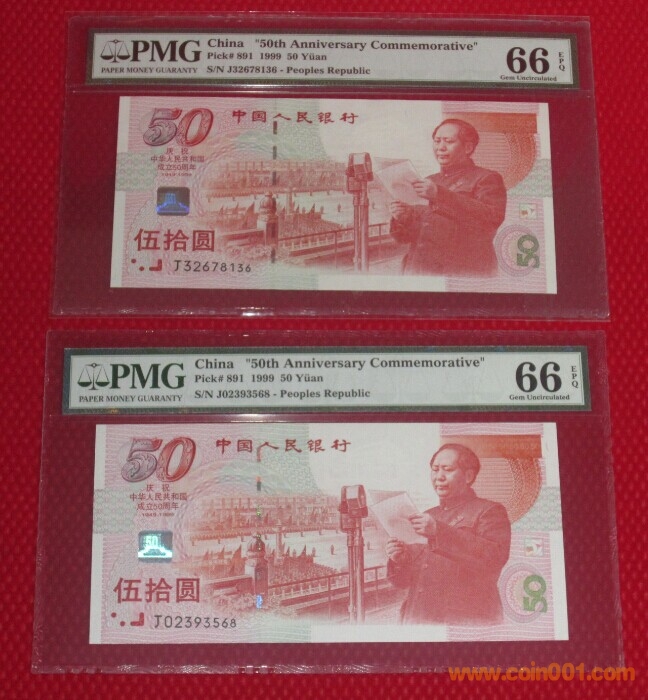 PMG
PAPER MONEY GUARANTY
China "50th Anniversary Commemorative"
Pick# 891 1999 50 Yüan
S/N J32678136 - Peoples Republic
66 EPQ
Gem Uncirculated
50
中国人民银行
庆祝
中华人民共和国
成立50周年
1949-1999
伍拾圆
J32678136
50
PMG
PAPER MONEY GUARANTY
China "50th Anniversary Commemorative"
Pick# 891 1999 50 Yüan
S/N J02393568 - Peoples Republic
66 EPQ
Gem Uncirculated
50
中国人民银行
庆祝
中华人民共和国
成立50周年
1949-1999
50
伍拾圆
J02393568
50
www.coin001.com